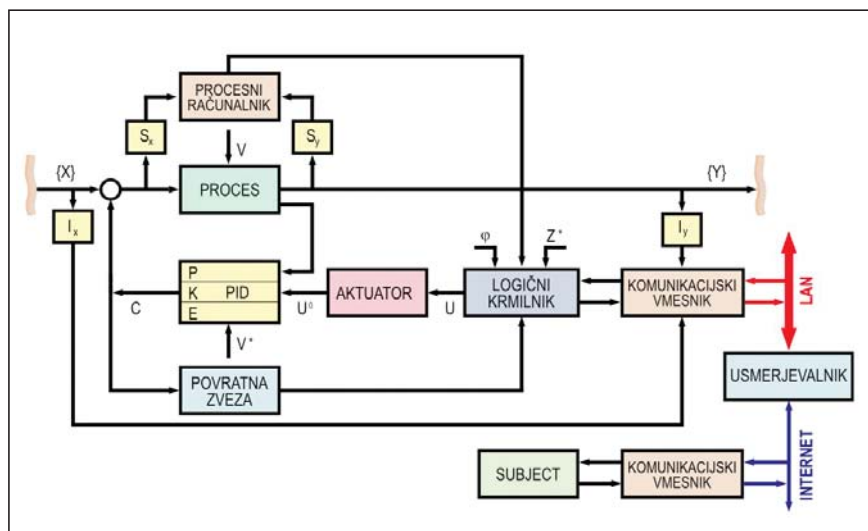 PROCESNI
RAČUNALNIK
Sx
Sy
V
{X}
PROCES
{Y}
Ix
Iy
φ
Z*
P
K
E
PID
AKTUATOR
LOGIČNI
KRMILNIK
KOMUNIKACIJSKI
VMESNIK
C
U⁰
U
V*
LAN
POVRATNA
ZVEZA
USMERJEVALNIK
SUBJECT
KOMUNIKACIJSKI
VMESNIK
INTERNET